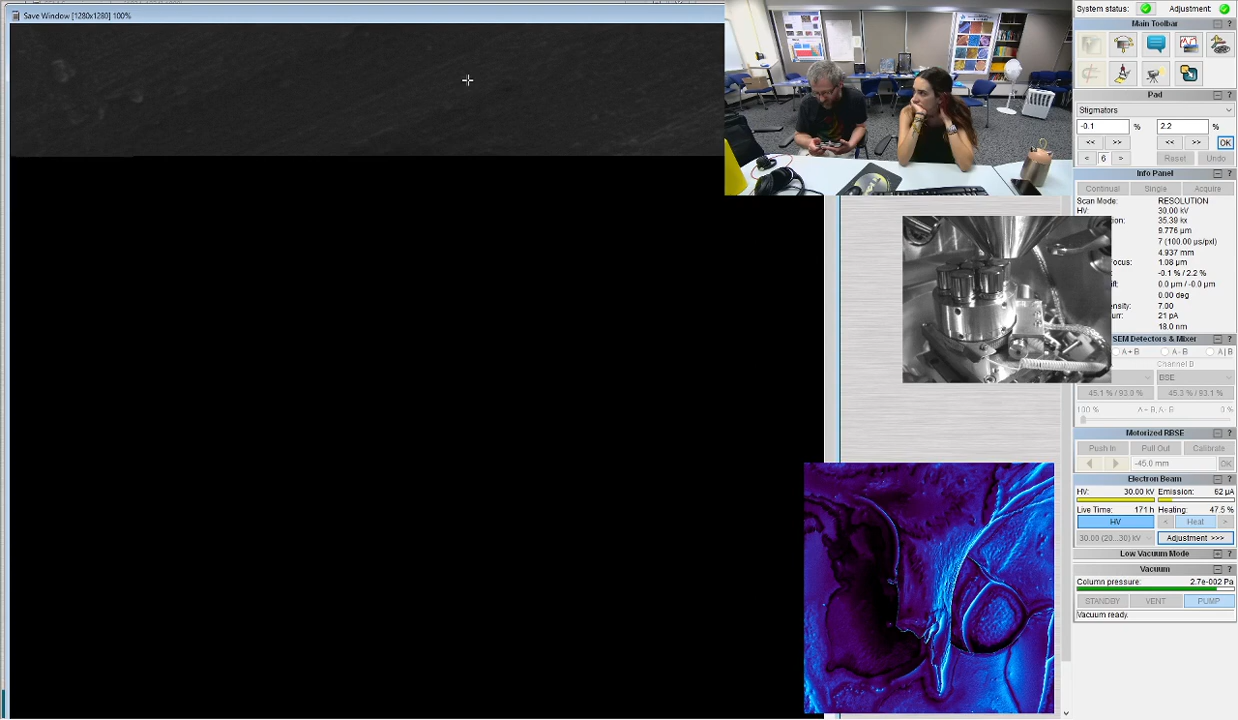 Save Window [1280x1280] 100%
System status: Adjustment:
Main Toolbar
Pad
Stigmators
-0.1 % 2.2 %
<< >> << >> OK
< 6 > Reset Undo
Info Panel
Continual Single Acquire
Scan Mode: RESOLUTION
HV: 30.00 kV
35.39 kx
9.776 µm
7 (100.00 µs/pxl)
4.937 mm
ocus: 1.08 µm
-0.1 % / 2.2 %
ift: 0.0 µm / -0.0 µm
0.00 deg
ensity: 7.00
urr: 21 pA
18.0 nm
SEM Detectors & Mixer
A+B A-B A|B
Channel D
BSE
45.1 % / 93.0 % 45.3 % / 93.1 %
100 % A+B, A-B 0 %
Motorized RBSE
Push In Pull Out Calibrate
-45.0 mm OK
Electron Beam
HV: 30.00 kV Emission: 62 µA
Live Time: 171 h Heating: 47.5 %
HV < Heat >
30.00 (20...30) kV Adjustment >>>
Low Vacuum Mode
Vacuum
Column pressure: 2.7e-002 Pa
STANDBY VENT PUMP
Vacuum ready.